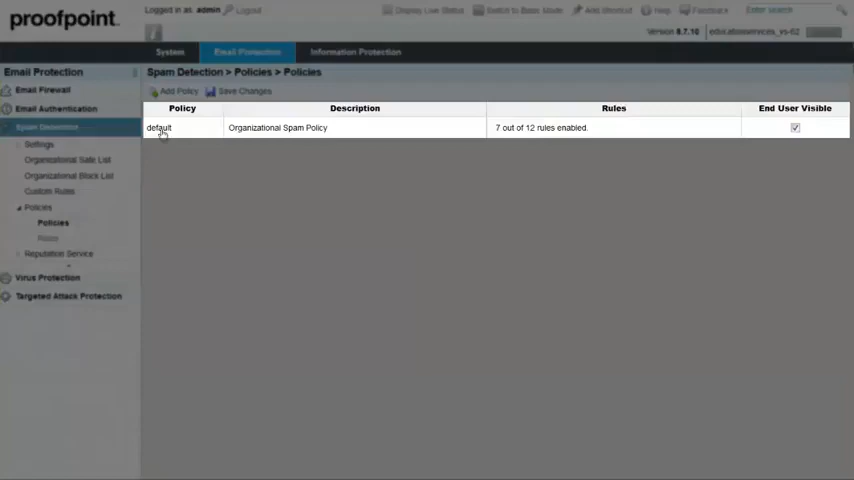 proofpoint.
Logged in as: admin Logout
Display Live Status Switch to Basic Mode Add Shortcut Help Feedback Enter search
Version 8.7.10 educationservices_vs-62
System Email Protection Information Protection
Email Protection
Spam Detection > Policies > Policies
Email Firewall
Add Policy Save Changes
Email Authentication
Policy Description Rules End User Visible
Spam Detection
default Organizational Spam Policy 7 out of 12 rules enabled.
Settings
Organizational Safe List
Organizational Block List
Custom Rules
Policies
Policies
Rules
Reputation Service
Virus Protection
Targeted Attack Protection